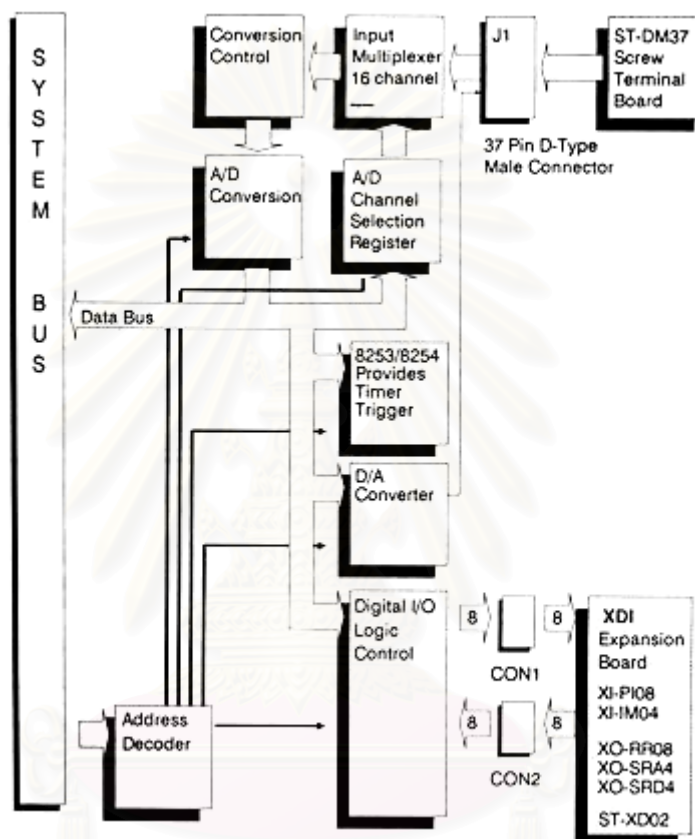 SYSTEM BUS
Conversion
Control
Input
Multiplexer
16 channel
J1
ST-DM37
Screw
Terminal
Board
37 Pin D-Type
Male Connector
A/D
Conversion
A/D
Channel
Selection
Register
Data Bus
8253/8254
Provides
Timer
Trigger
D/A
Converter
Digital I/O
Logic
Control
8
8
CON1
8
8
CON2
XDI
Expansion
Board
XI-PI08
XI-IM04
XO-RR08
XO-SRA4
XO-SRD4
ST-XD02
Address
Decoder